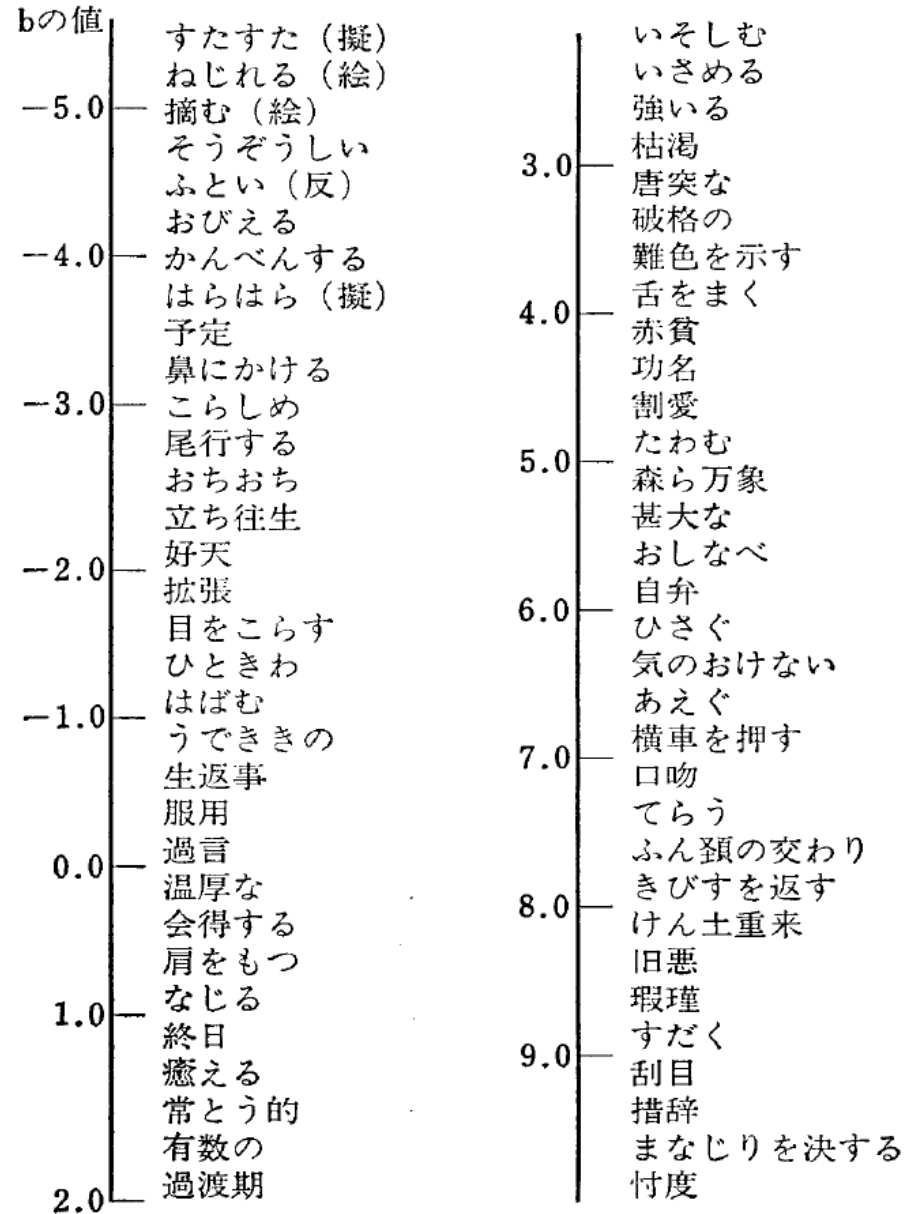 bの値
すたすた（擬）
ねじれる（絵）
-5.0 摘む（絵）
そうぞうしい
ふとい（反）
おびえる
-4.0 かんべんする
はらはら（擬）
予定
鼻にかける
-3.0 こらしめ
尾行する
おちおち
立ち往生
好天
-2.0
拡張
目をこらす
ひときわ
はばむ
-1.0
うできき の
生返事
服用
過言
0.0
温厚な
会得する
肩をもつ
なじる
1.0
終日
癒える
常とう的
有数の
過渡期
2.0
いそしむ
いさめる
強いる
枯渇
3.0
唐突な
破格の
難色を示す
舌をまく
4.0
赤貧
功名
割愛
たわむ
5.0
森ら万象
甚大な
おしなべ
自弁
6.0
ひさぐ
気のおけない
あえぐ
横車を押す
7.0
口吻
てらう
ふん頚の交わり
きびすを返す
8.0
けん土重来
旧悪
瑕瑾
すだく
9.0
刮目
措辞
まなじりを決する
忖度